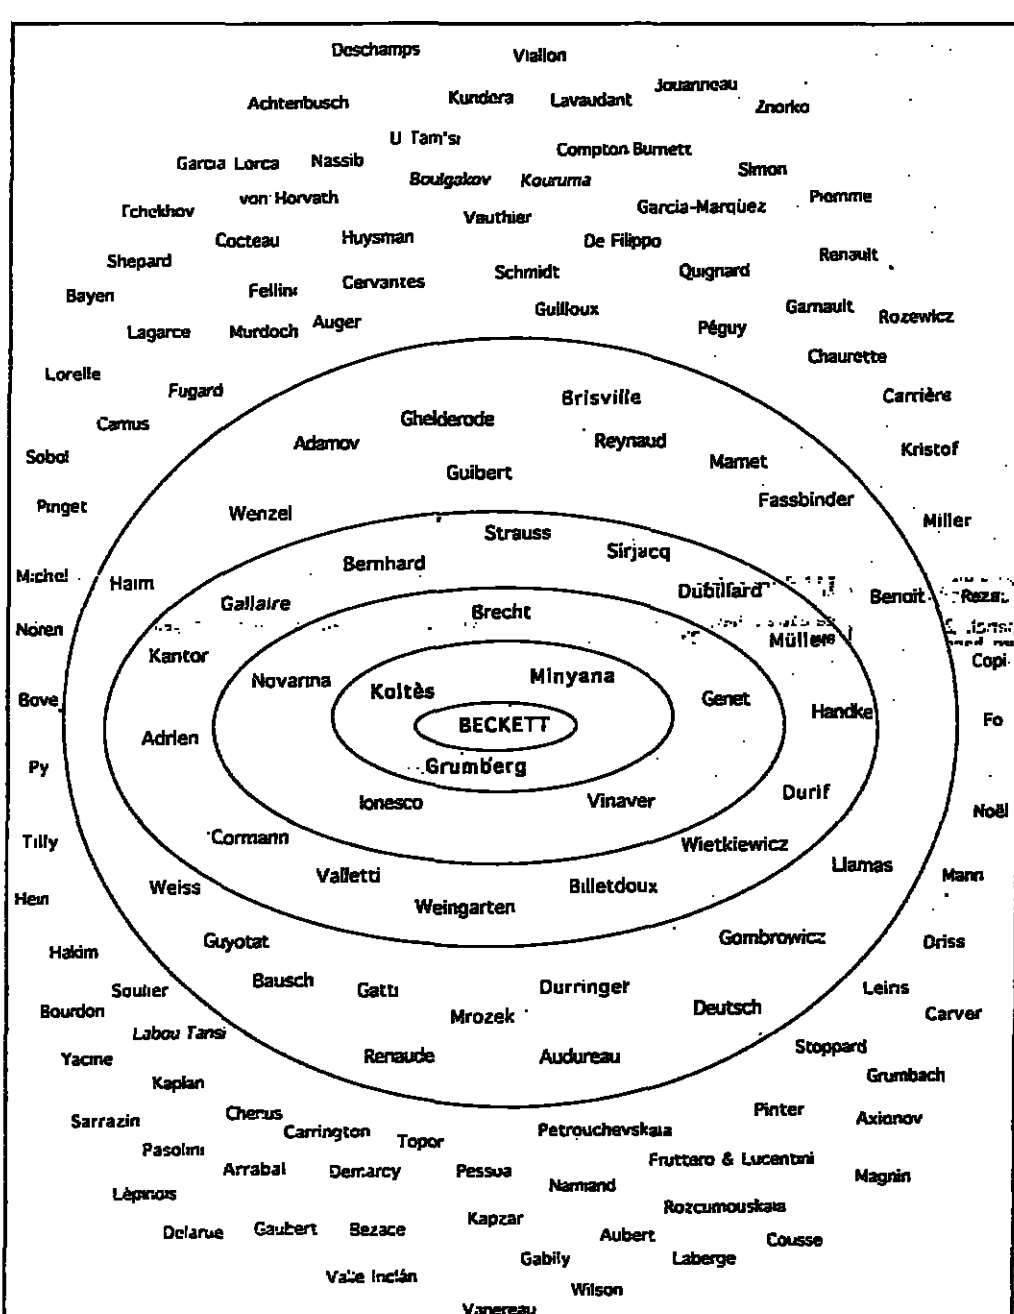 Deschamps
Viallon
Jouanneau
Achtenbusch
Kundera
Lavaudant
Znorko
U Tam'si
Compton Burnett
Garcia Lorca
Nassib
Simon
Boulgakov
Kouruma
von Horvath
Piemme
Tchekhov
Vauthier
Garcia-Marquez
Cocteau
Huysman
De Filippo
Shepard
Renault
Schmidt
Quignard
Bayen
Fellini
Cervantes
Guilloux
Garnault
Rozewicz
Lagarce
Murdoch
Auger
Péguy
Chaurette
Lorelle
Fugard
Brisville
Carrière
Camus
Ghelderode
Adamov
Reynaud
Kristof
Sobol
Guibert
Mamet
Pinget
Wenzel
Fassbinder
Miller
Strauss
Sirjacq
Bernhard
Michel
Haim
Dubillard
Benoit
Reza
Gallaire
Brecht
Noren
Müller
Kantor
Copi
Novarina
Koltès
Minyana
Bove
Genet
Handke
Fo
BECKETT
Adrien
Py
Grumberg
Ionesco
Vinaver
Durif
Noël
Tilly
Cormann
Wietkiewicz
Llamas
Valletti
Mann
Weiss
Billetdoux
Hein
Weingarten
Guyotat
Gombrowicz
Driss
Hakim
Bausch
Gatti
Durringer
Leins
Soulier
Bourdon
Mrozek
Deutsch
Carver
Labou Tansi
Yacine
Renaude
Audureau
Stoppard
Kaplan
Grumbach
Sarrazin
Chenus
Pinter
Axionov
Carrington
Topor
Petrouchevskaia
Pasolini
Arrabal
Demarcy
Pessoa
Fruttero & Lucentini
Magnin
Lépinois
Namiand
Rozcumouskaia
Delarue
Gaubert
Bezace
Kapzar
Aubert
Cousse
Gabily
Laberge
Valle Inclán
Wilson
Vanereau